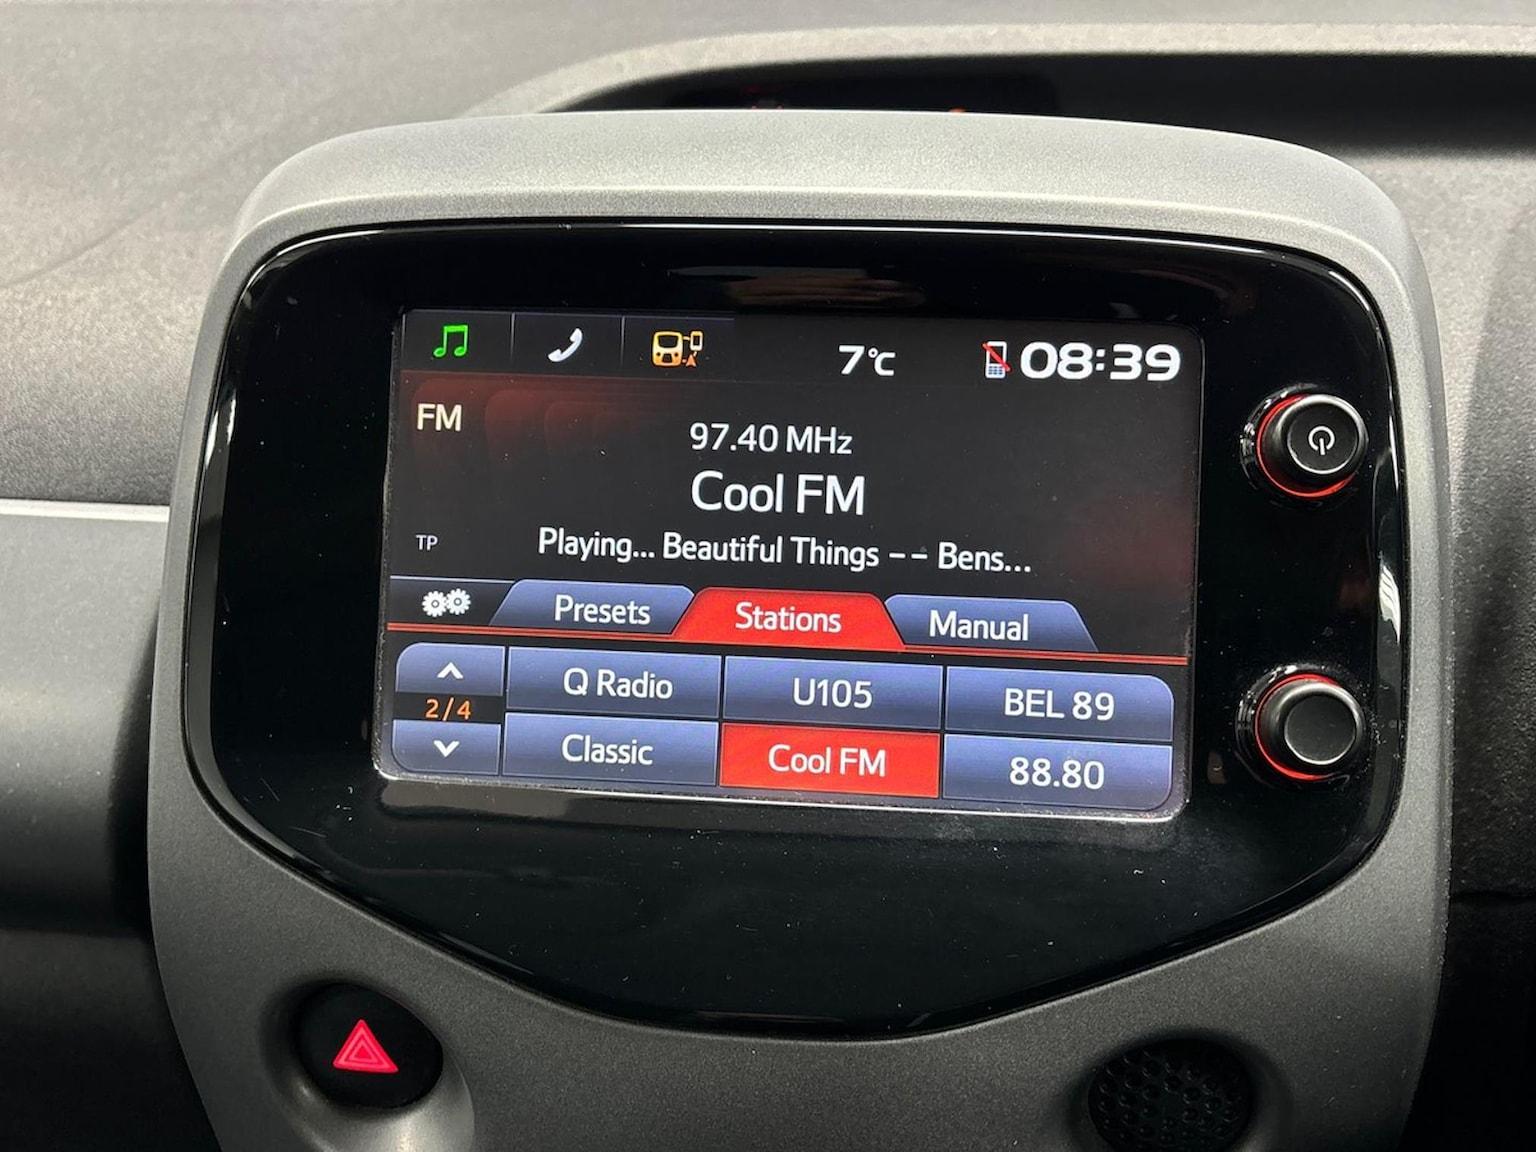 7°C 08:39
FM
97.40 MHz
Cool FM
TP Playing... Beautiful Things -- Bens...
Presets Stations Manual
Q Radio U105 BEL 89
2/4
Classic Cool FM 88.80